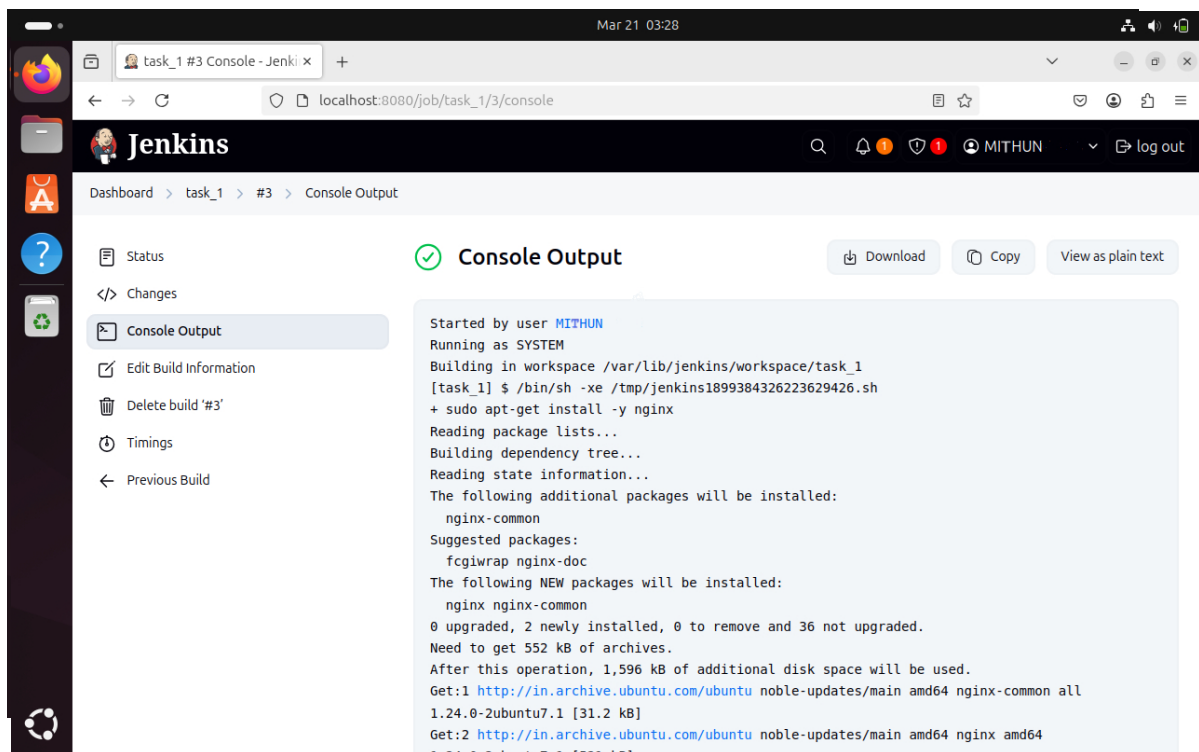 Mar 21 03:28
task_1 #3 Console - Jenki
localhost:8080/job/task_1/3/console
Jenkins
1
1
MITHUN
log out
Dashboard > task_1 > #3 > Console Output
Status
Changes
Console Output
Edit Build Information
Delete build ‘#3’
Timings
Previous Build
Console Output
Download
Copy
View as plain text
Started by user MITHUN
Running as SYSTEM
Building in workspace /var/lib/jenkins/workspace/task_1
[task_1] $ /bin/sh -xe /tmp/jenkins1899384326223629426.sh
+ sudo apt-get install -y nginx
Reading package lists...
Building dependency tree...
Reading state information...
The following additional packages will be installed:
nginx-common
Suggested packages:
fcgiwrap nginx-doc
The following NEW packages will be installed:
nginx nginx-common
0 upgraded, 2 newly installed, 0 to remove and 36 not upgraded.
Need to get 552 kB of archives.
After this operation, 1,596 kB of additional disk space will be used.
Get:1 http://in.archive.ubuntu.com/ubuntu noble-updates/main amd64 nginx-common all
1.24.0-2ubuntu7.1 [31.2 kB]
Get:2 http://in.archive.ubuntu.com/ubuntu noble-updates/main amd64 nginx amd64